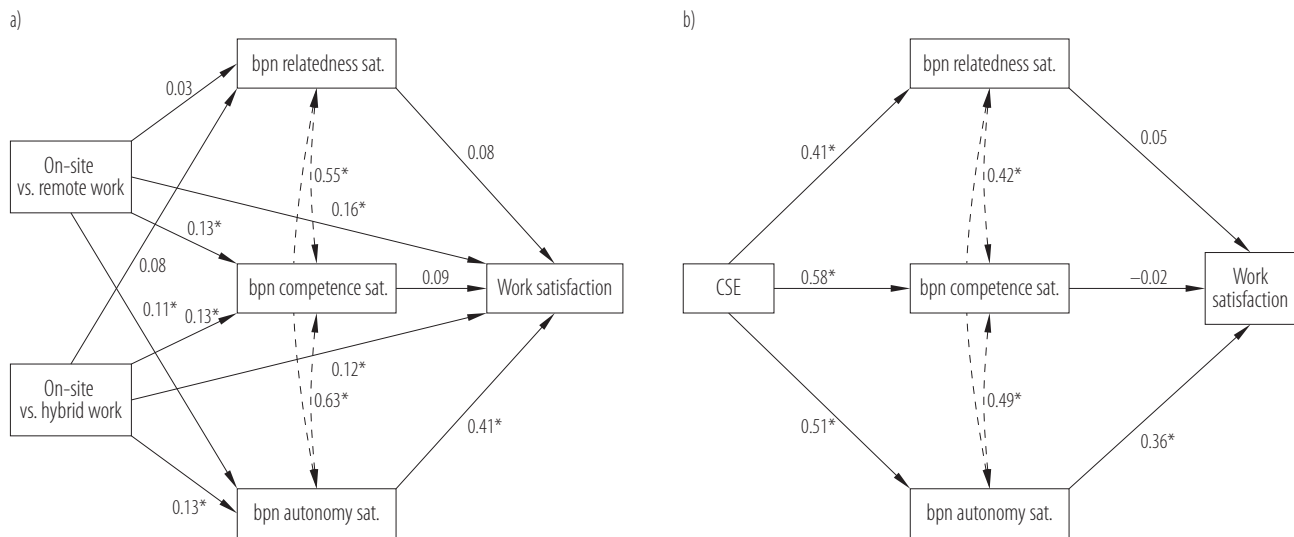 a)
bpn relatedness sat.
0.03
On-site
vs. remote work
0.08
0.55*
0.16*
0.13*
0.08
bpn competence sat.
0.09
Work satisfaction
0.11*
0.13*
On-site
vs. hybrid work
0.12*
0.63*
0.41*
0.13*
bpn autonomy sat.
b)
bpn relatedness sat.
0.41*
0.05
0.42*
CSE
0.58*
bpn competence sat.
–0.02
Work
satisfaction
0.49*
0.51*
0.36*
bpn autonomy sat.